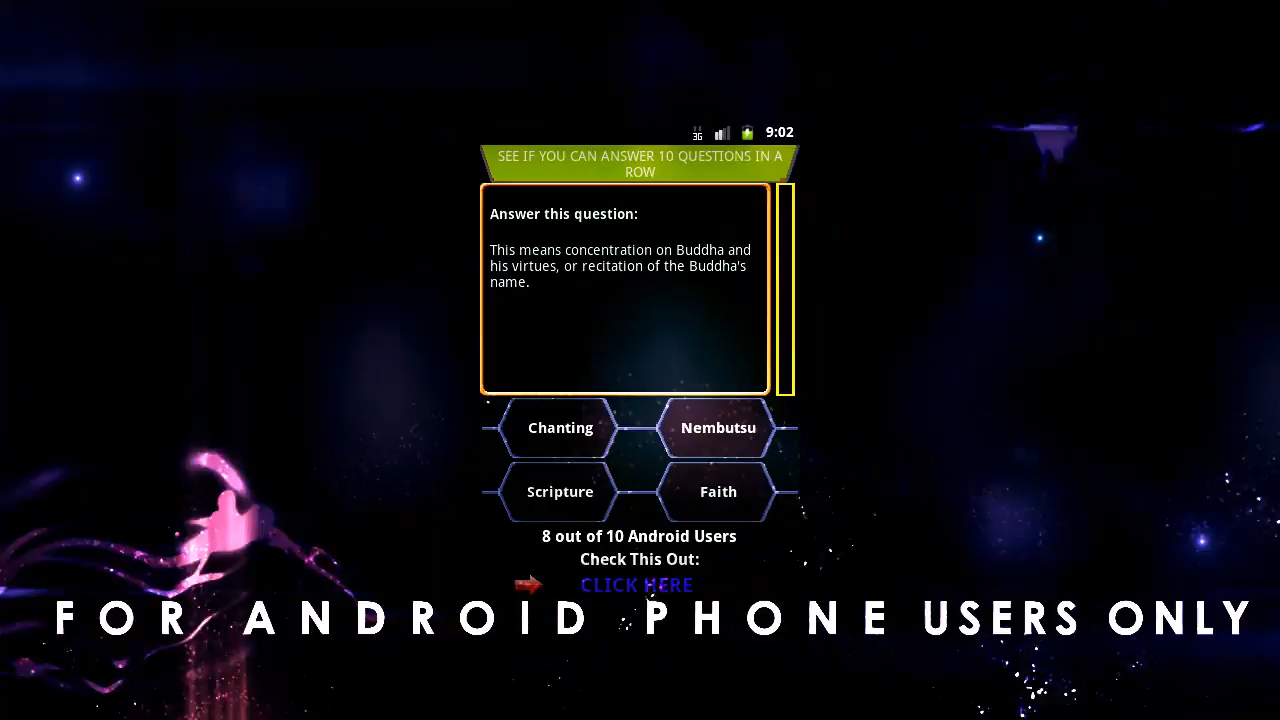 3G 9:02
SEE IF YOU CAN ANSWER 10 QUESTIONS IN A
ROW
Answer this question:
This means concentration on Buddha and
his virtues, or recitation of the Buddha's
name.
Chanting Nembutsu
Scripture Faith
8 out of 10 Android Users
Check This Out:
CLICK HERE
FOR ANDROID PHONE USERS ONLY